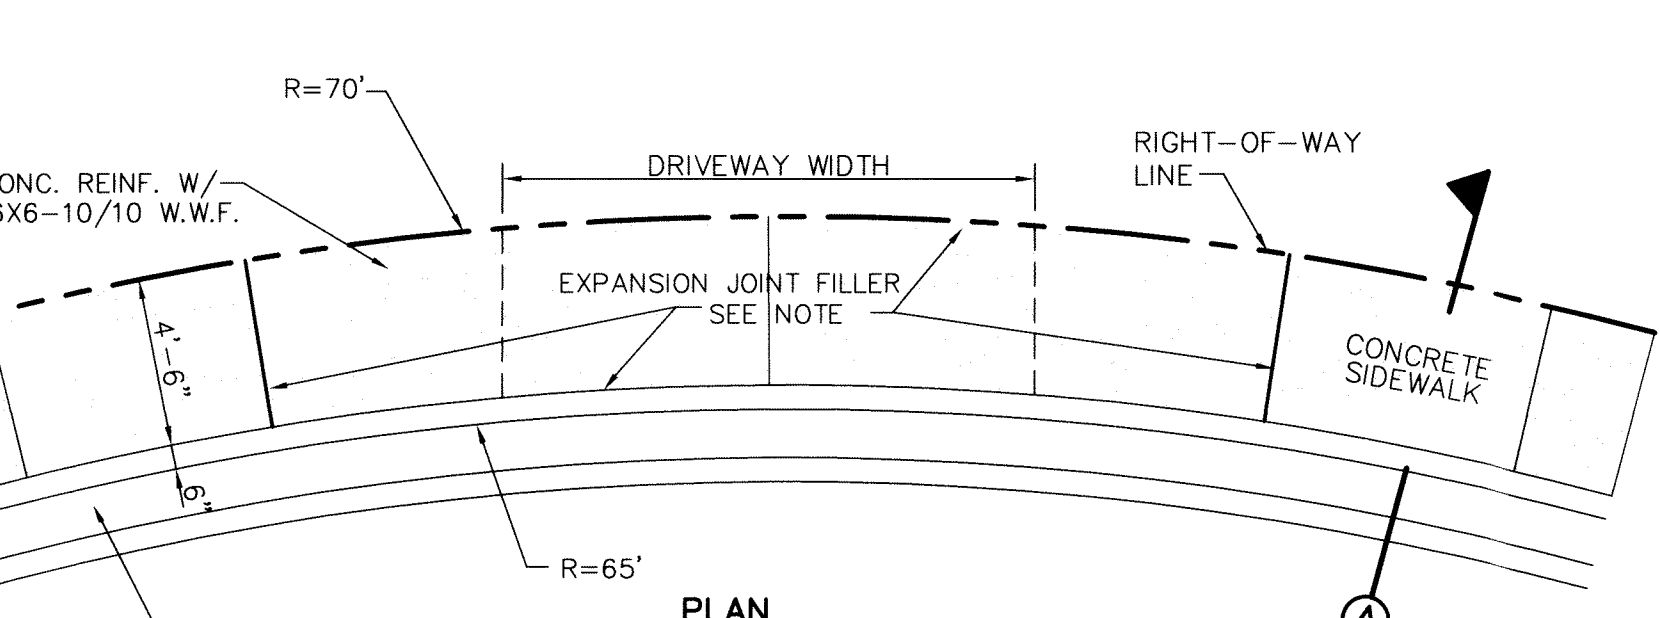 R=70'
RIGHT-OF-WAY
LINE
DRIVEWAY WIDTH
ONC. REINF. W/
6X6-10/10 W.W.F.
EXPANSION JOINT FILLER
SEE NOTE
4'-6"
CONCRETE
SIDEWALK
6"
R=65'
PLAN
A